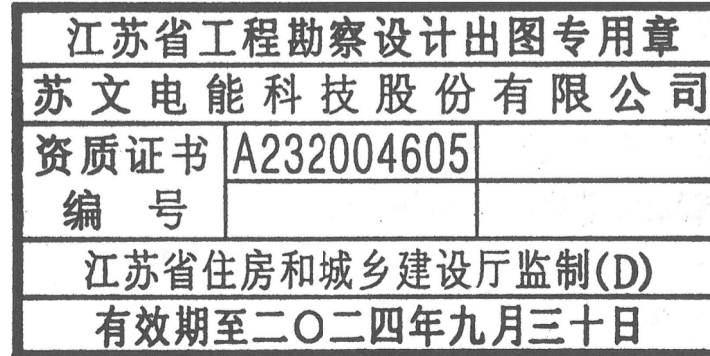 江苏省工程勘察设计出图专用章
苏文电能科技股份有限公司
资质证书 A232004605
编号
江苏省住房和城乡建设厅监制(D)
有效期至二〇二四年九月三十日